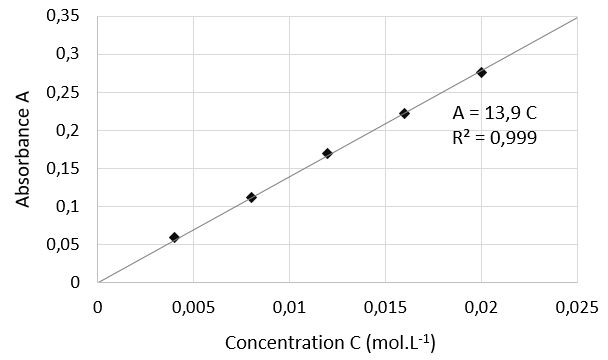 0,35
0,3
0,25
0,2
0,15
0,1
0,05
0
Absorbance A
A = 13,9 C
R² = 0,999
0 0,005 0,01 0,015 0,02 0,025
Concentration C (mol.L⁻¹)